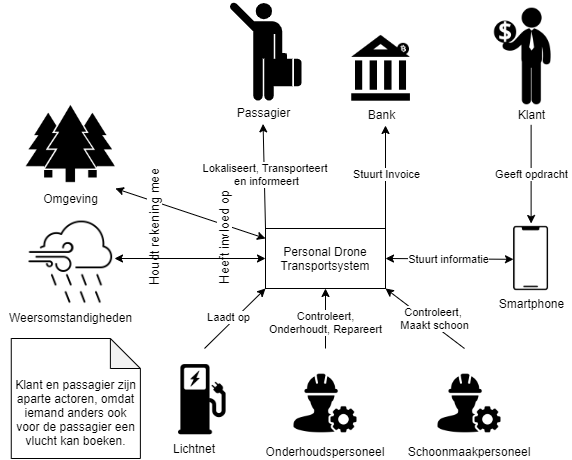 Passagier
Bank
Klant
Lokaliseert, Transporteert
en informeert
Stuurt Invoice
Geeft opdracht
Omgeving
Houdt rekening mee
Heeft invloed op
Personal Drone
Transportsystem
Stuurt informatie
Smartphone
Weersomstandigheden
Laadt op
Controleert,
Onderhoudt, Repareert
Controleert,
Maakt schoon
Klant en passagier zijn
aparte actoren, omdat
iemand anders ook
voor de passagier een
vlucht kan boeken.
Lichtnet
Onderhoudspersoneel
Schoonmaakpersoneel